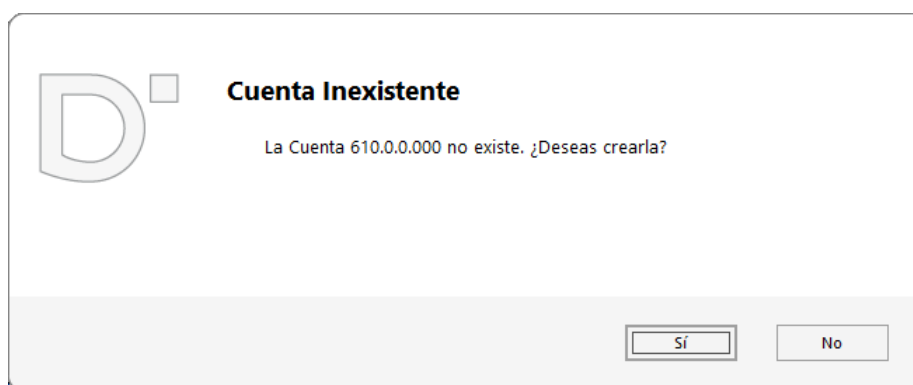 Cuenta Inexistente
La Cuenta 610.0.0.000 no existe. ¿Deseas crearla?
Sí
No